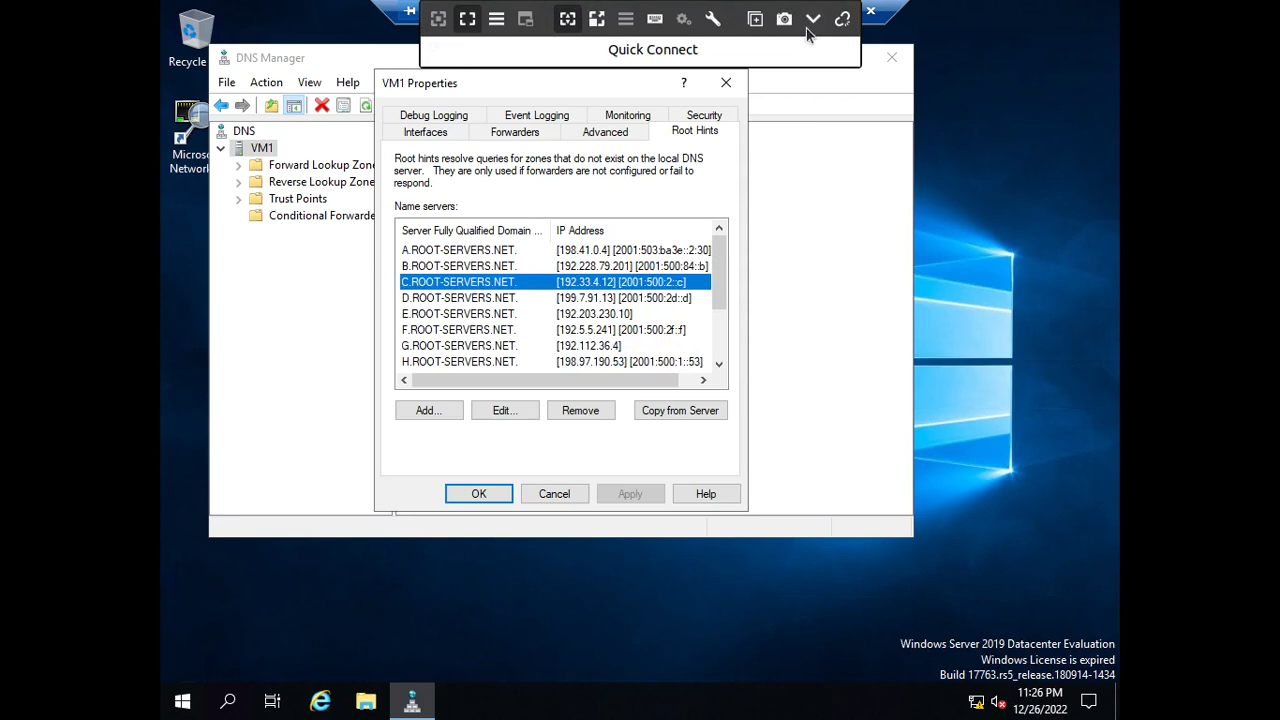 Quick Connect
Recycle
DNS Manager
File Action View Help
VM1 Properties
?
Debug Logging Event Logging Monitoring Security
Interfaces Forwarders Advanced Root Hints
Micros
Network
DNS
VM1
Forward Lookup Zone
Reverse Lookup Zone
Trust Points
Conditional Forwarde
Root hints resolve queries for zones that do not exist on the local DNS
server. They are only used if forwarders are not configured or fail to
respond.
Name servers:
Server Fully Qualified Domain ... IP Address
A.ROOT-SERVERS.NET. [198.41.0.4] [2001:503:ba3e::2:30]
B.ROOT-SERVERS.NET. [192.228.79.201] [2001:500:84::b]
C.ROOT-SERVERS.NET. [192.33.4.12] [2001:500:2::c]
D.ROOT-SERVERS.NET. [199.7.91.13] [2001:500:2d::d]
E.ROOT-SERVERS.NET. [192.203.230.10]
F.ROOT-SERVERS.NET. [192.5.5.241] [2001:500:2f::f]
G.ROOT-SERVERS.NET. [192.112.36.4]
H.ROOT-SERVERS.NET. [198.97.190.53] [2001:500:1::53]
Add... Edit... Remove Copy from Server
OK Cancel Apply Help
Windows Server 2019 Datacenter Evaluation
Windows License is expired
Build 17763.rs5_release.180914-1434
11:26 PM
12/26/2022